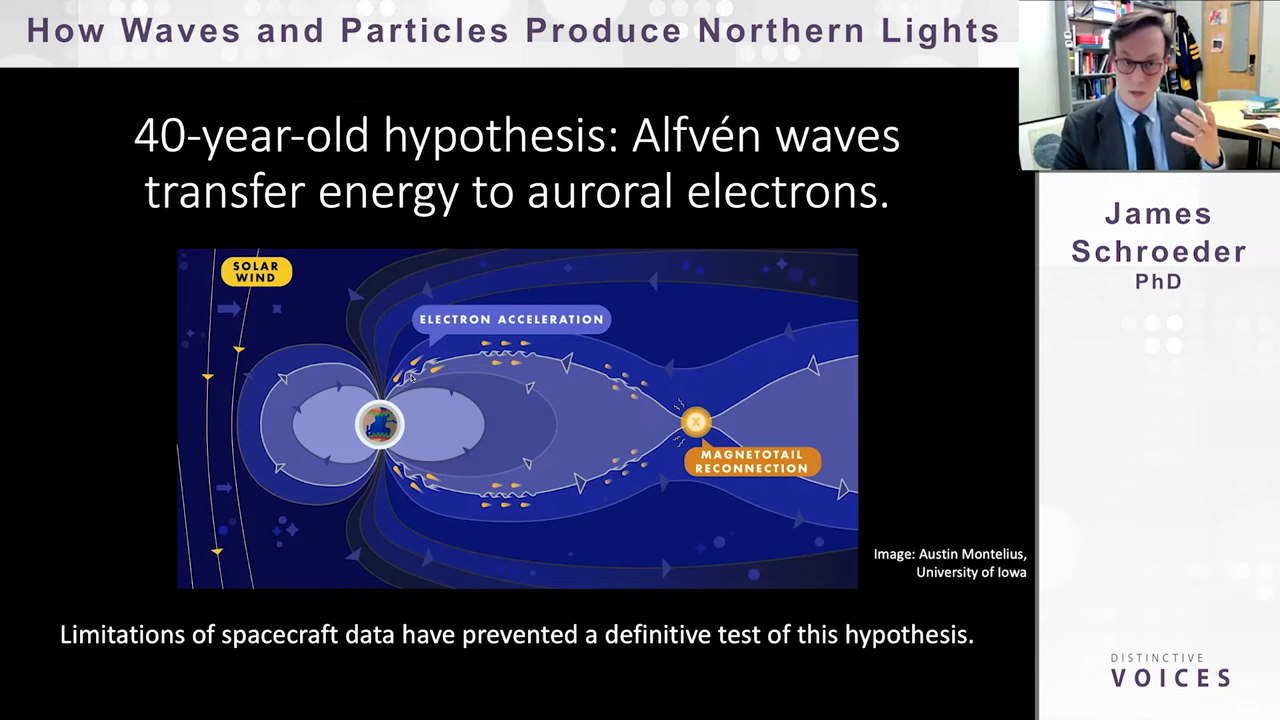 How Waves and Particles Produce Northern Lights
40-year-old hypothesis: Alfvén waves
transfer energy to auroral electrons.
SOLAR
WIND
ELECTRON ACCELERATION
X
MAGNETOTAIL
RECONNECTION
Image: Austin Montelius,
University of Iowa
Limitations of spacecraft data have prevented a definitive test of this hypothesis.
James
Schroeder
PhD
DISTINCTIVE
VOICES